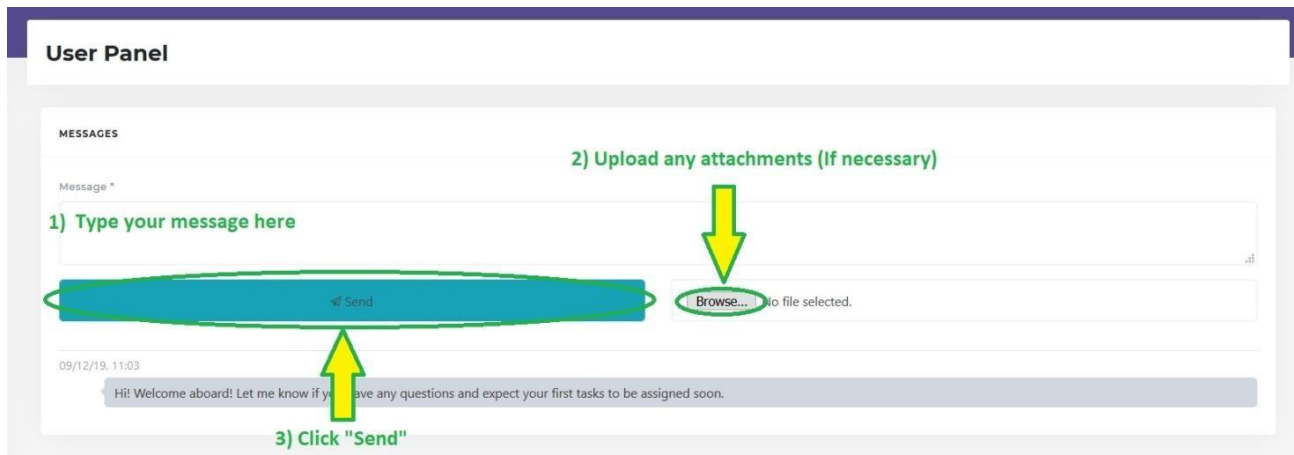 User Panel
MESSAGES
2) Upload any attachments (If necessary)
Message *
1) Type your message here
Send
Browse... No file selected.
09/12/19, 11:03
Hi! Welcome aboard! Let me know if y ave any questions and expect your first tasks to be assigned soon.
3) Click "Send"